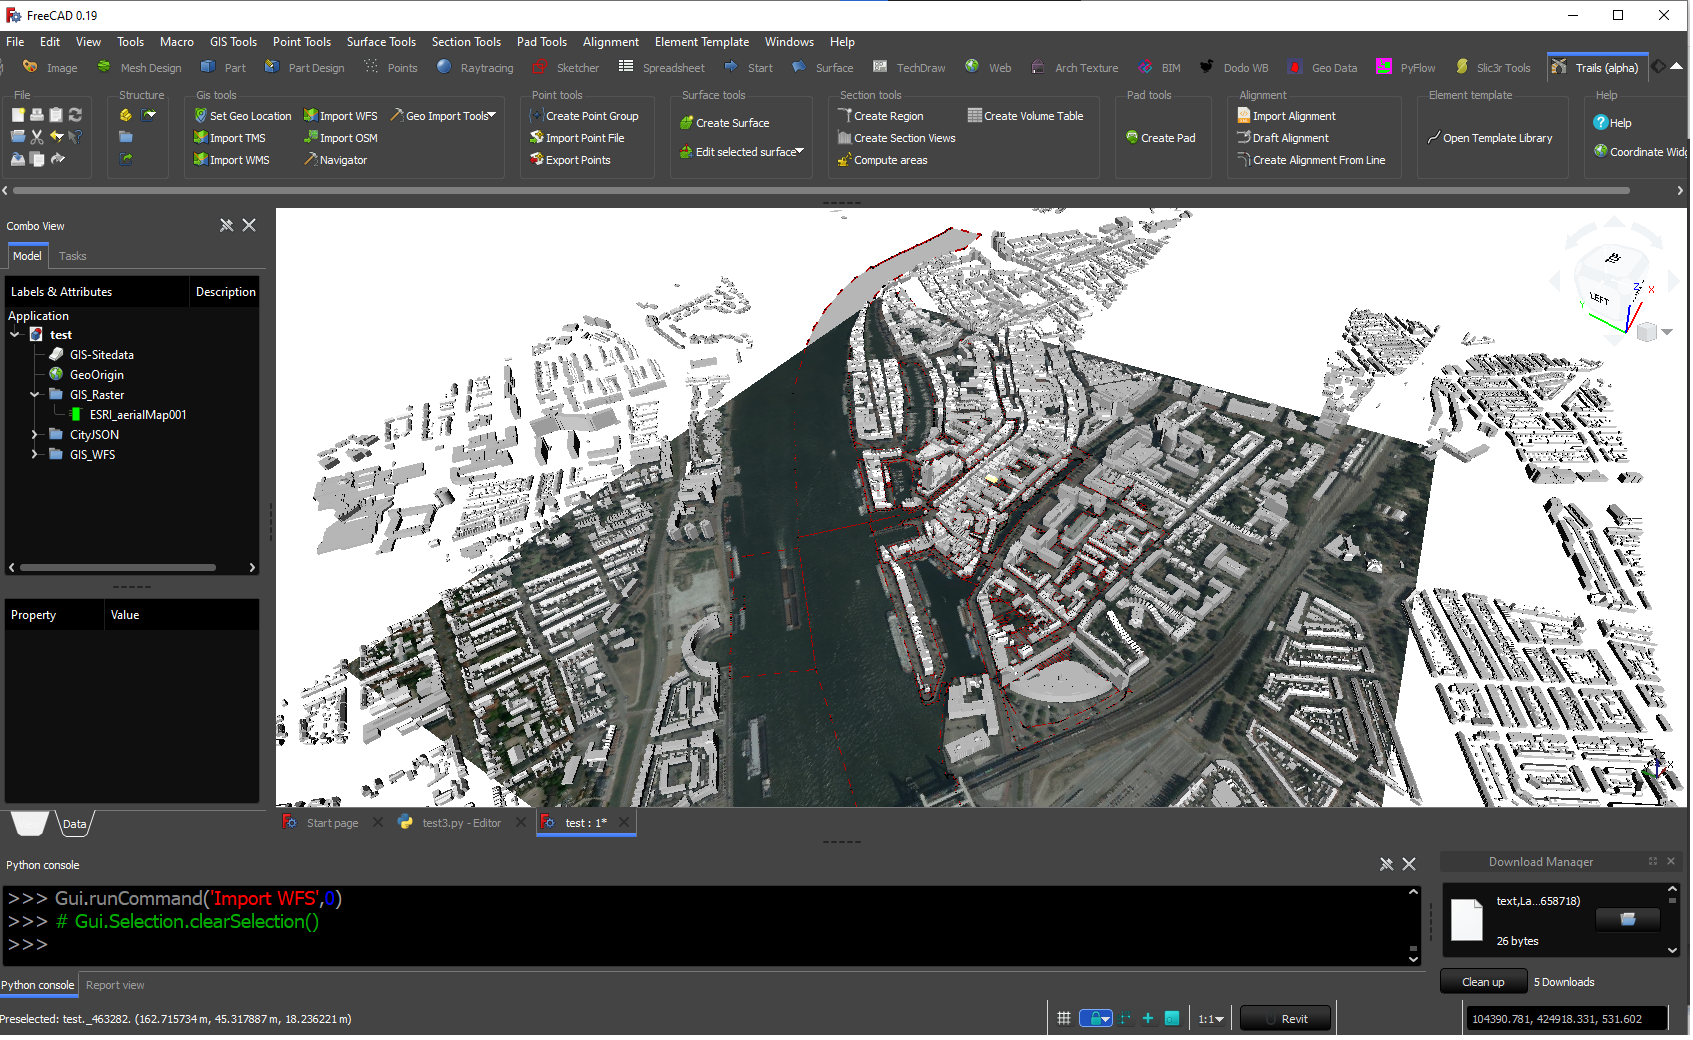 FreeCAD 0.19
File Edit View Tools Macro GIS Tools Point Tools Surface Tools Section Tools Pad Tools Alignment Element Template Windows Help
Image Mesh Design Part Part Design Points Raytracing Sketcher Spreadsheet Start Surface TechDraw Web Arch Texture BIM Dodo WB Geo Data PyFlow Slic3r Tools Trails (alpha)
File Structure Gis tools Point tools Surface tools Section tools Pad tools Alignment Element template Help
Set Geo Location Import WFS Geo Import Tools Create Point Group Create Region Create Volume Table Import Alignment
Create Surface Help
Import TMS Import OSM Import Point File Create Section Views Create Pad Draft Alignment Open Template Library
Edit selected surface Coordinate Widg
Import WMS Navigator Export Points Compute areas Create Alignment From Line
Combo View
Model Tasks
Labels & Attributes Description
Application
test
GIS-Sitedata
GeoOrigin
GIS_Raster
ESRI_aerialMap001
CityJSON
GIS_WFS
Property Value
Data
LEFT
Z X
Y
X
Start page test3.py - Editor test : 1*
Python console
>>> Gui.runCommand('Import WFS',0)
>>> # Gui.Selection.clearSelection()
>>>
Python console Report view
Download Manager
text,La...658718)
26 bytes
Clean up 5 Downloads
Preselected: test._463282. (162.715734 m, 45.317887 m, 18.236221 m)
1:1 Revit 104390.781, 424918.331, 531.602